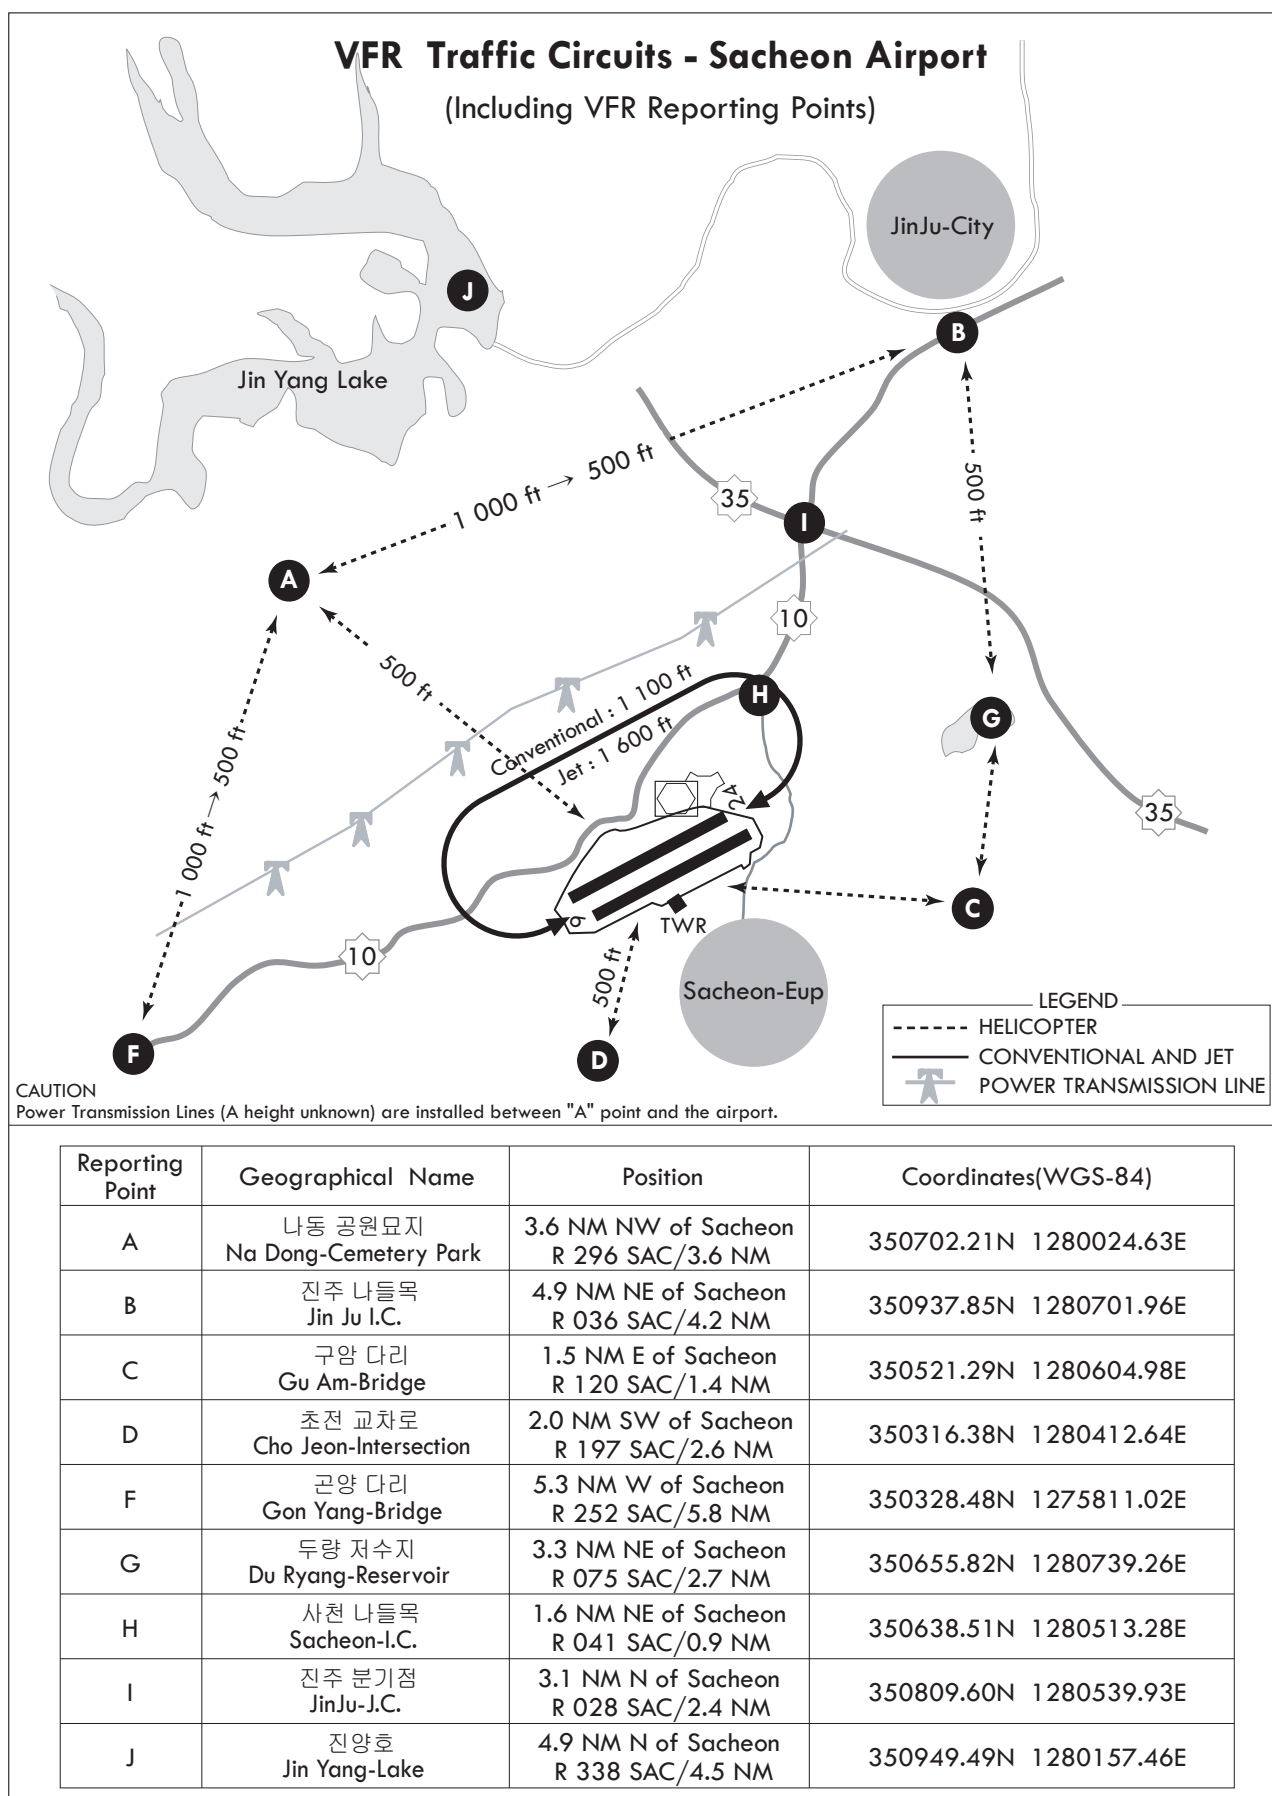 VFR Traffic Circuits - Sacheon Airport
(Including VFR Reporting Points)
JinJu-City
J
B
Jin Yang Lake
1 000 ft → 500 ft
35
500 ft
I
A
10
500 ft
Conventional : 1 100 ft
Jet : 1 600 ft
H
G
1 000 ft → 500 ft
24
35
6
TWR
C
10
500 ft
Sacheon-Eup
F
D
LEGEND
HELICOPTER
CONVENTIONAL AND JET
POWER TRANSMISSION LINE
CAUTION
Power Transmission Lines (A height unknown) are installed between "A" point and the airport.
Reporting Point Geographical Name Position Coordinates(WGS-84)
A 나동 공원묘지 3.6 NM NW of Sacheon 350702.21N 1280024.63E
Na Dong-Cemetery Park R 296 SAC/3.6 NM
B 진주 나들목 4.9 NM NE of Sacheon 350937.85N 1280701.96E
Jin Ju I.C. R 036 SAC/4.2 NM
C 구암 다리 1.5 NM E of Sacheon 350521.29N 1280604.98E
Gu Am-Bridge R 120 SAC/1.4 NM
D 초전 교차로 2.0 NM SW of Sacheon 350316.38N 1280412.64E
Cho Jeon-Intersection R 197 SAC/2.6 NM
F 곤양 다리 5.3 NM W of Sacheon 350328.48N 1275811.02E
Gon Yang-Bridge R 252 SAC/5.8 NM
G 두량 저수지 3.3 NM NE of Sacheon 350655.82N 1280739.26E
Du Ryang-Reservoir R 075 SAC/2.7 NM
H 사천 나들목 1.6 NM NE of Sacheon 350638.51N 1280513.28E
Sacheon-I.C. R 041 SAC/0.9 NM
I 진주 분기점 3.1 NM N of Sacheon 350809.60N 1280539.93E
JinJu-J.C. R 028 SAC/2.4 NM
J 진양호 4.9 NM N of Sacheon 350949.49N 1280157.46E
Jin Yang-Lake R 338 SAC/4.5 NM